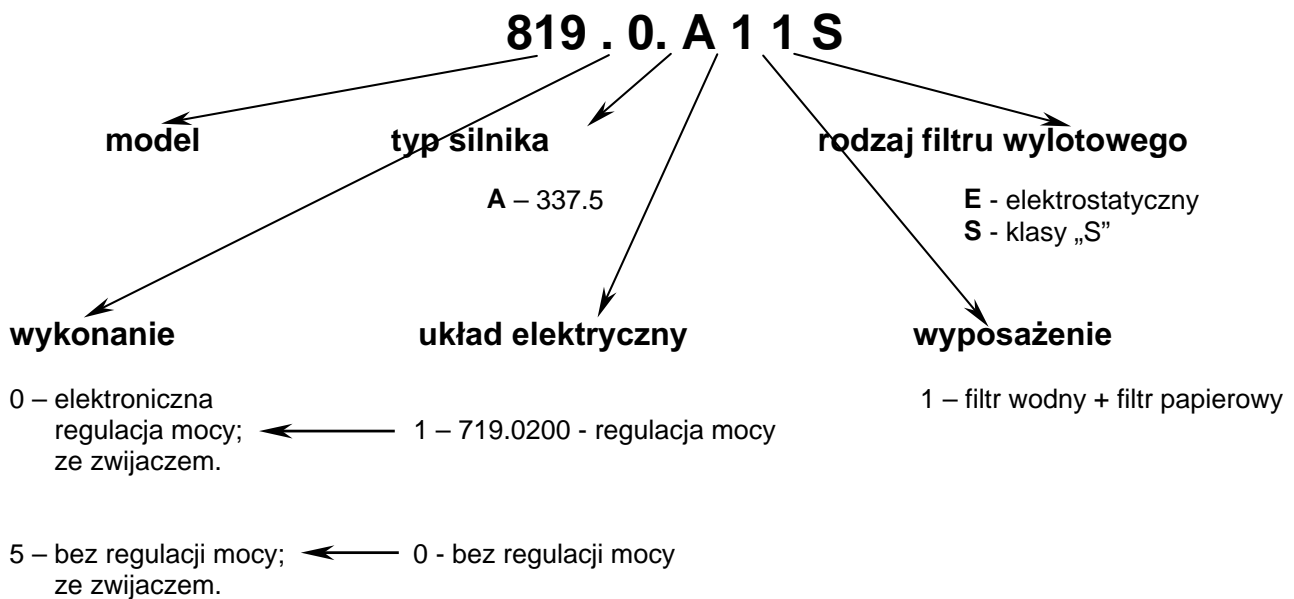 819 . 0. A 1 1 S
model
typ silnika
rodzaj filtru wylotowego
A – 337.5
E - elektrostatyczny
S - klasy „S”
wykonanie
układ elektryczny
wyposażenie
0 – elektroniczna
regulacja mocy;
ze zwijaczem.
1 – 719.0200 - regulacja mocy
1 – filtr wodny + filtr papierowy
5 – bez regulacji mocy;
ze zwijaczem.
0 - bez regulacji mocy